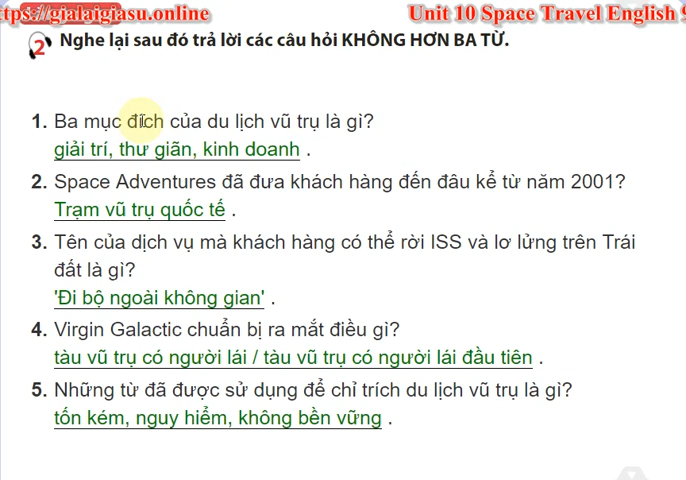 ttps://gialaigiasu.online Unit 10 Space Travel English 9
2 Nghe lại sau đó trả lời các câu hỏi KHÔNG HƠN BA TỪ.
1. Ba mục đích của du lịch vũ trụ là gì?
giải trí, thư giãn, kinh doanh .
2. Space Adventures đã đưa khách hàng đến đâu kể từ năm 2001?
Trạm vũ trụ quốc tế .
3. Tên của dịch vụ mà khách hàng có thể rời ISS và lơ lửng trên Trái
đất là gì?
'Đi bộ ngoài không gian' .
4. Virgin Galactic chuẩn bị ra mắt điều gì?
tàu vũ trụ có người lái / tàu vũ trụ có người lái đầu tiên .
5. Những từ đã được sử dụng để chỉ trích du lịch vũ trụ là gì?
tốn kém, nguy hiểm, không bền vững .